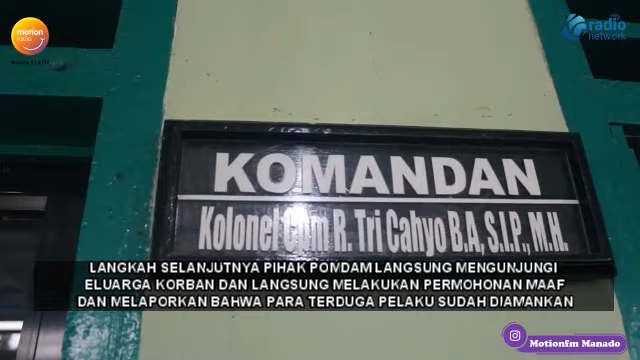 motion
radio
radio
network
KOMANDAN
Kolonel Cpm R. Tri Cahyo B.A, S.I.P., M.H.
LANGKAH SELANJUTNYA PIHAK POMDAM LANGSUNG MENGUNJUNGI
ELUARGA KORBAN DAN LANGSUNG MELAKUKAN PERMOHONAN MAAF
DAN MELAPORKAN BAHWA PARA TERDUGA PELAKU SUDAH DIAMANKAN
Motionfm Manado